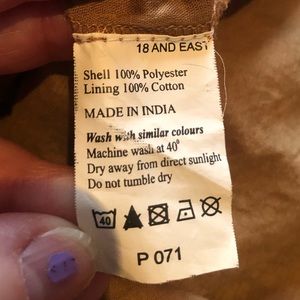 18 AND EAST
Shell 100% Polyester
Lining 100% Cotton
MADE IN INDIA
Wash with similar colours
Machine wash at 40°
Dry away from direct sunlight
Do not tumble dry
40
P 071